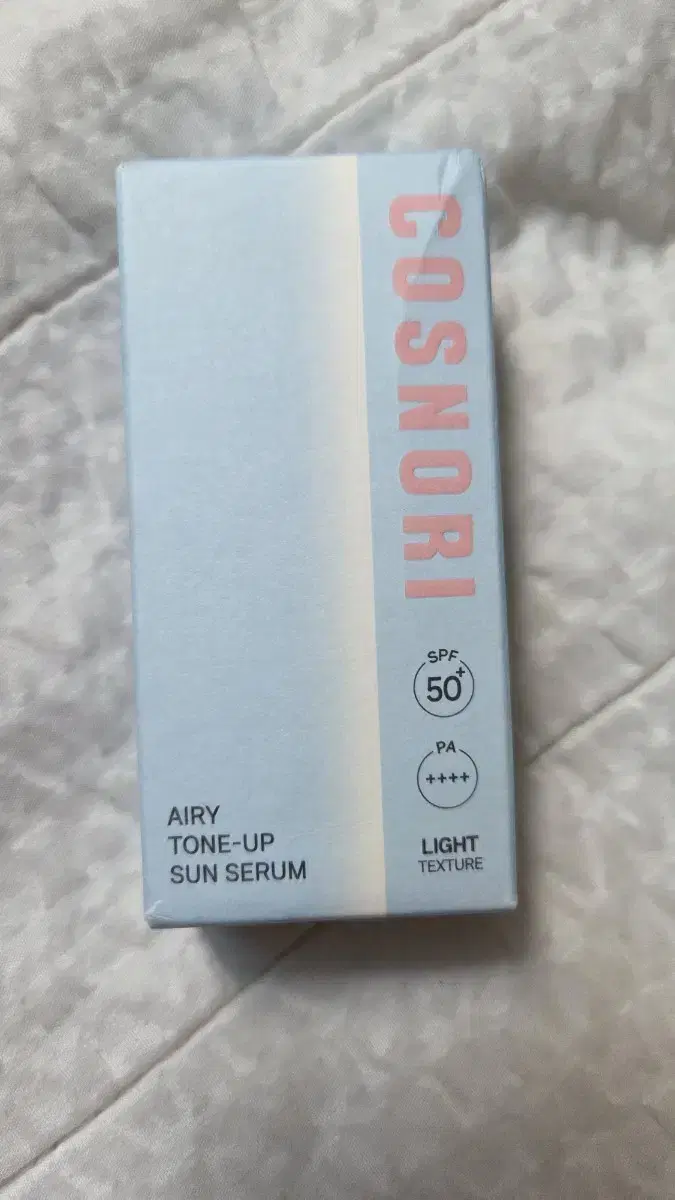 COSNORI
SPF
50+
PA
++++
LIGHT
TEXTURE
AIRY
TONE-UP
SUN SERUM